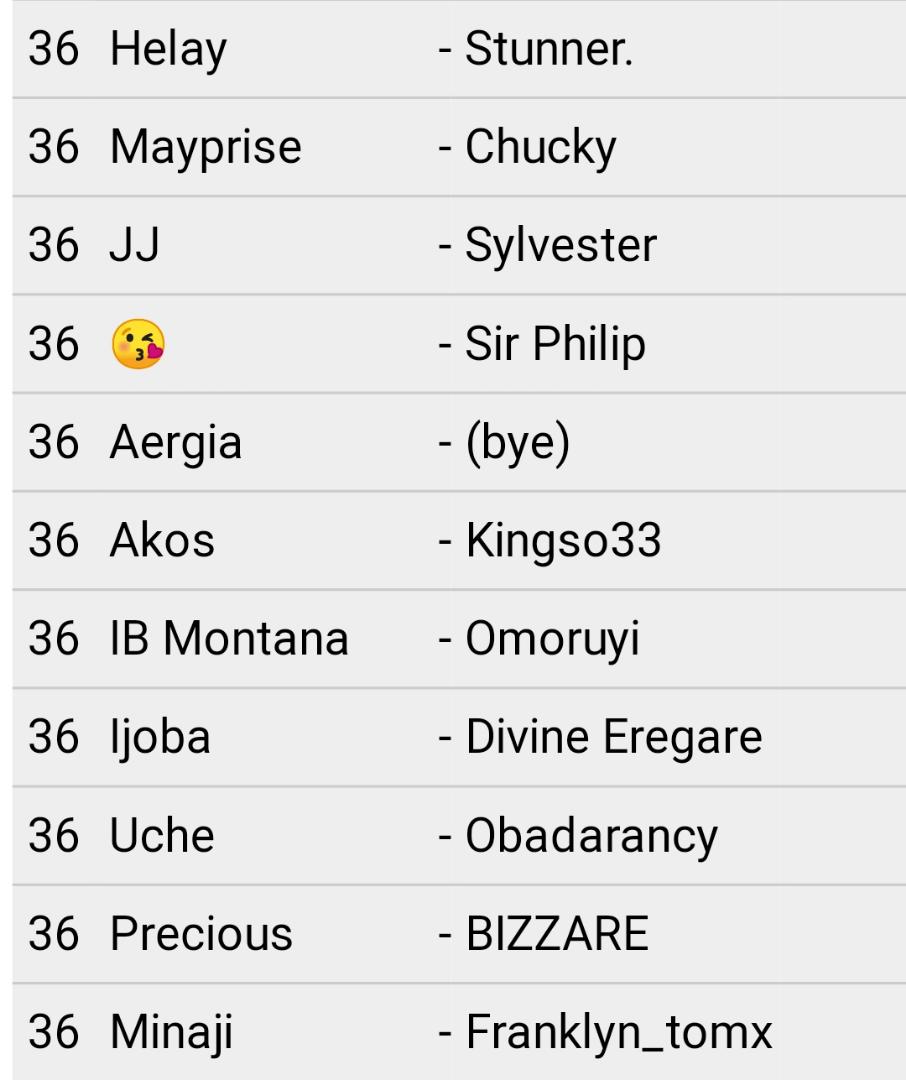 36 Helay - Stunner.
36 Mayprise - Chucky
36 JJ - Sylvester
36 😘 - Sir Philip
36 Aergia - (bye)
36 Akos - Kingso33
36 IB Montana - Omoruyi
36 Ijoba - Divine Eregare
36 Uche - Obadarancy
36 Precious - BIZZARE
36 Minaji - Franklyn_tomx